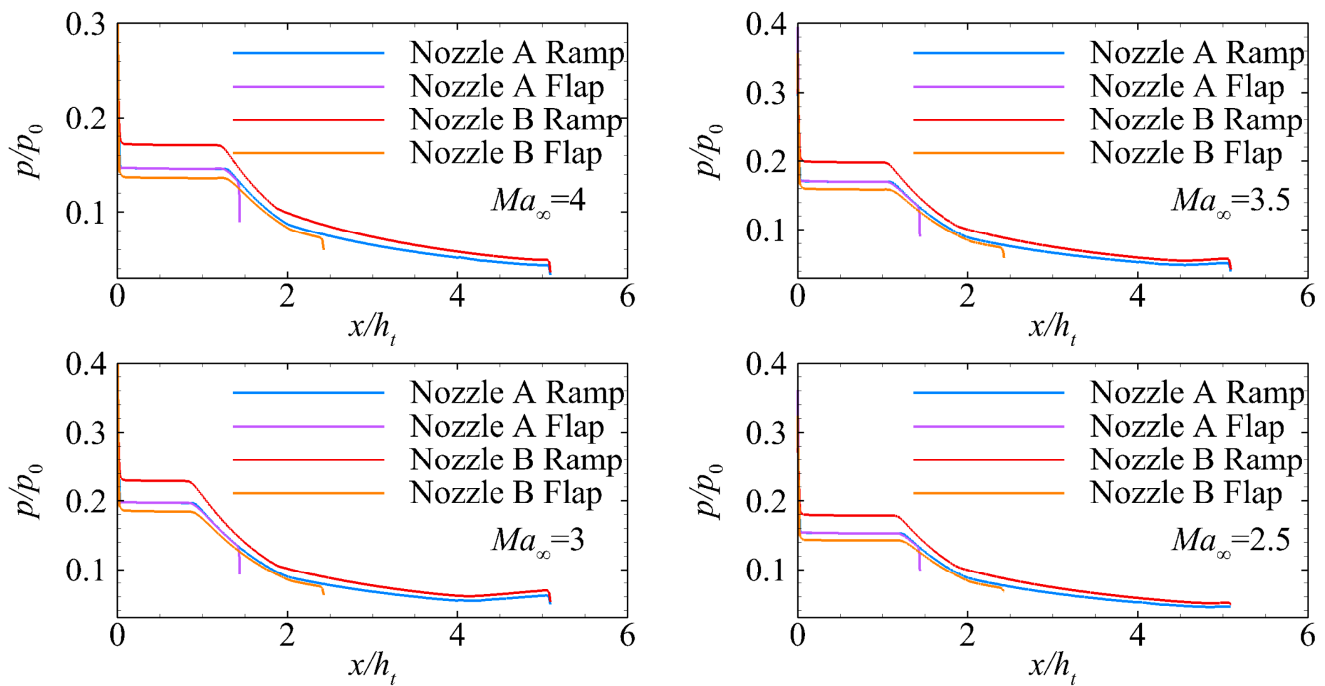 0.3
0.2
0.1
p/p0
Nozzle A Ramp
Nozzle A Flap
Nozzle B Ramp
Nozzle B Flap
Ma∞=4
0 2 4 6
x/ht
0.4
0.3
0.2
0.1
p/p0
Nozzle A Ramp
Nozzle A Flap
Nozzle B Ramp
Nozzle B Flap
Ma∞=3.5
0 2 4 6
x/ht
0.4
0.3
0.2
0.1
p/p0
Nozzle A Ramp
Nozzle A Flap
Nozzle B Ramp
Nozzle B Flap
Ma∞=3
0 2 4 6
x/ht
0.4
0.3
0.2
0.1
p/p0
Nozzle A Ramp
Nozzle A Flap
Nozzle B Ramp
Nozzle B Flap
Ma∞=2.5
0 2 4 6
x/ht